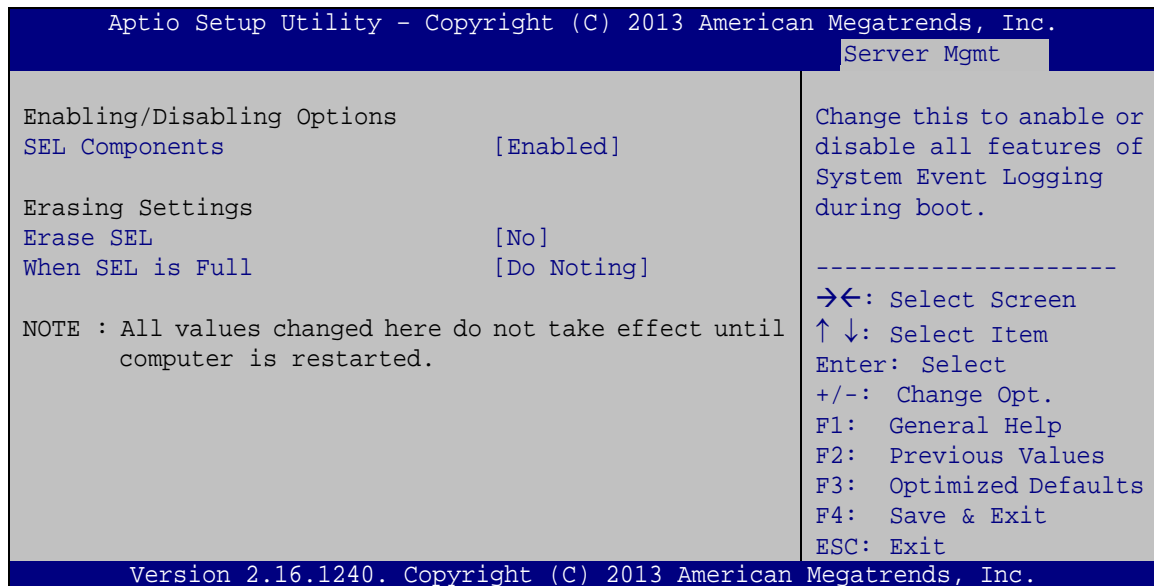 Aptio Setup Utility – Copyright (C) 2013 American Megatrends, Inc.
Server Mgmt
Enabling/Disabling Options
SEL Components [Enabled]
Erasing Settings
Erase SEL [No]
When SEL is Full [Do Noting]
NOTE : All values changed here do not take effect until
computer is restarted.
Change this to anable or
disable all features of
System Event Logging
during boot.
---------------------
→←: Select Screen
↑ ↓: Select Item
Enter: Select
+/-: Change Opt.
F1: General Help
F2: Previous Values
F3: Optimized Defaults
F4: Save & Exit
ESC: Exit
Version 2.16.1240. Copyright (C) 2013 American Megatrends, Inc.